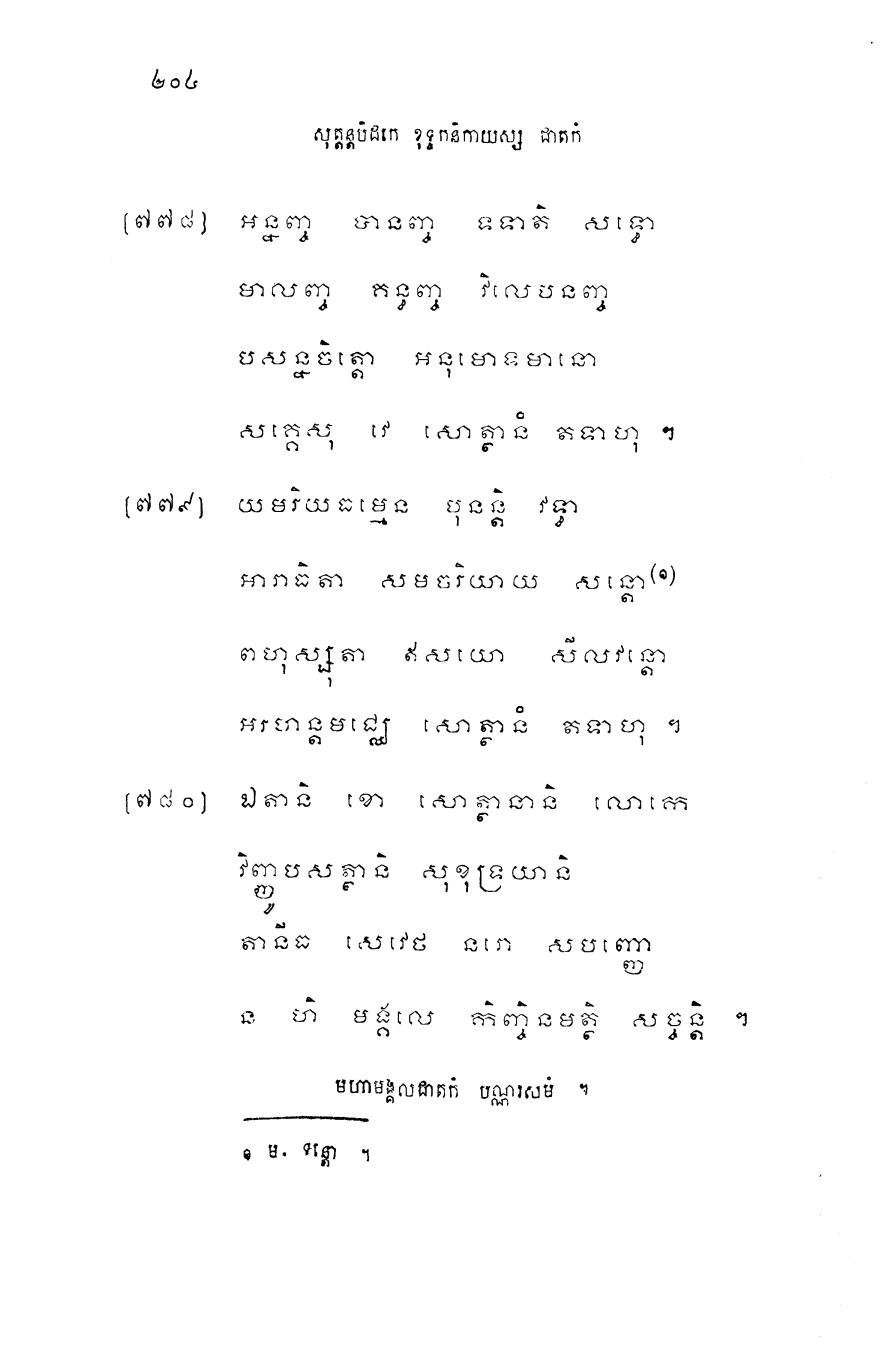 ២០៤
សុត្តន្តបិដកេ ខុទ្ទកនិកាយស្ស ជាតកំ
[៧៧៨] អន្នញ្ច បានញ្ច ទទាតិ សទ្ធោ
មាលញ្ច គន្ធញ្ច វិលេបនញ្ច
បសន្នចិត្តោ អនុមោទមានោ
សគ្គេសុ វេ សោត្ថានំ តទាហុ ។
[៧៧៩] យមរិយធម្មេន បុនន្តិ វទ្ធា
អារាធិតា សមចរិយាយ សន្តោ(១)
ពហុស្សុតា ឥសយោ សីលវន្តោ
អរហន្តមជ្ឈេ សោត្ថានំ តទាហុ ។
[៧៨០] ឯតានិ ខោ សោត្ថានានិ លោកេ
វិញ្ញូបសត្ថានិ សុខុទ្រយានិ
តានីធ សេវេថ នរោ សបញ្ញោ
ន ហិ មង្គលេ កិញ្ចិនមត្ថិ សច្ចន្តិ ។
មហាមង្គលជាតកំ បណ្ណរសមំ ។
១ ម. ទន្តោ ។